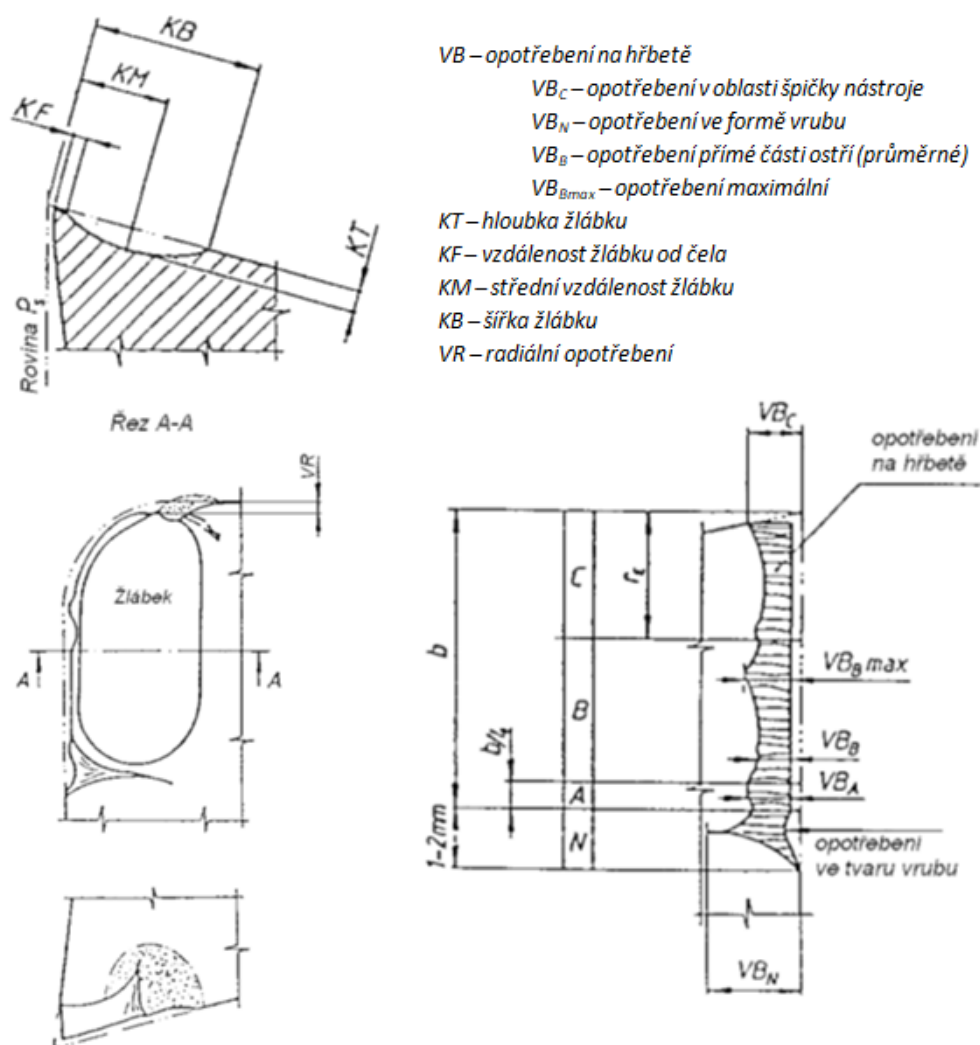 KB
KM
KF
KT
Rovina Ps
Řez A-A
VB – opotřebení na hřbetě
VBC – opotřebení v oblasti špičky nástroje
VBN – opotřebení ve formě vrubu
VBB – opotřebení přímé části ostří (průměrné)
VBBmax – opotřebení maximální
KT – hloubka žlábku
KF – vzdálenost žlábku od čela
KM – střední vzdálenost žlábku
KB – šířka žlábku
VR – radiální opotřebení
VR
Žlábek
A
A
VBC
opotřebení
na hřbetě
C
rε
b
B
VBB max
b/4
VBB
A
VBA
1-2mm
N
opotřebení
ve tvaru vrubu
VBN